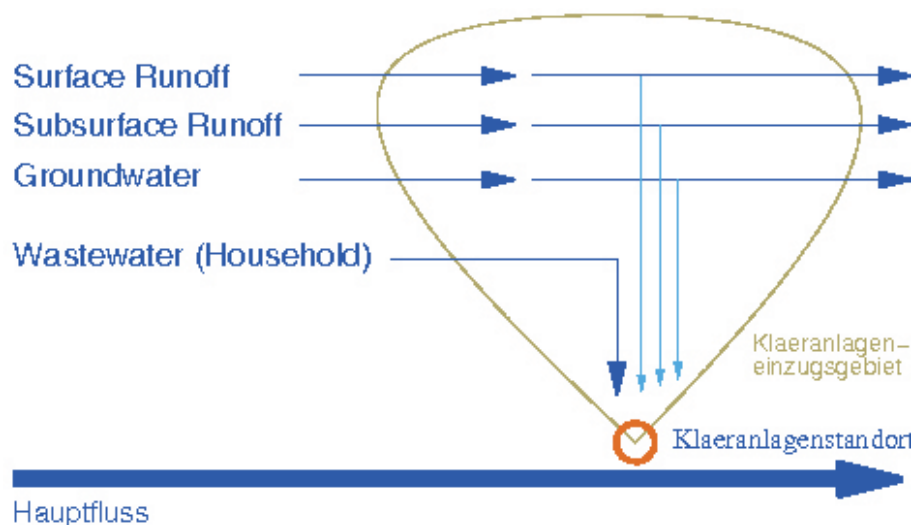 Surface Runoff
Subsurface Runoff
Groundwater
Wastewater (Household)
Klaeranlagen-
einzugsgebiet
Klaeranlagenstandort
Hauptfluss